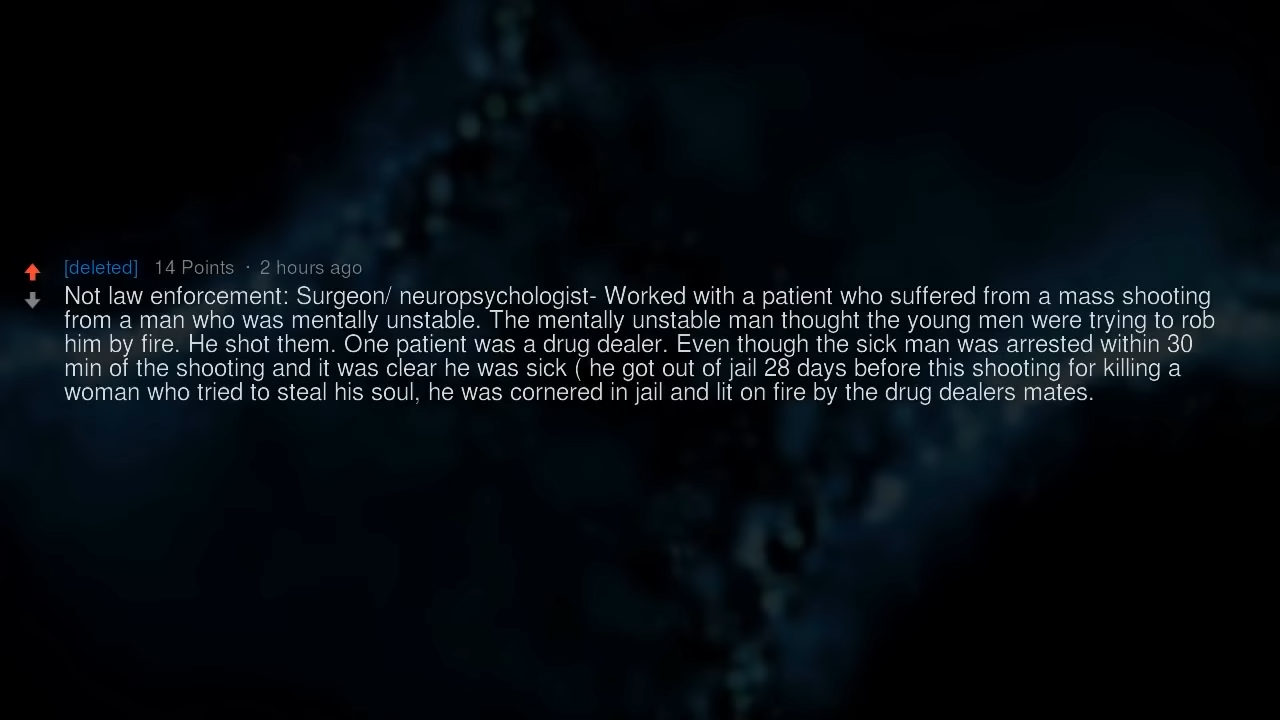 [deleted] 14 Points · 2 hours ago
Not law enforcement: Surgeon/ neuropsychologist- Worked with a patient who suffered from a mass shooting
from a man who was mentally unstable. The mentally unstable man thought the young men were trying to rob
him by fire. He shot them. One patient was a drug dealer. Even though the sick man was arrested within 30
min of the shooting and it was clear he was sick ( he got out of jail 28 days before this shooting for killing a
woman who tried to steal his soul, he was cornered in jail and lit on fire by the drug dealers mates.